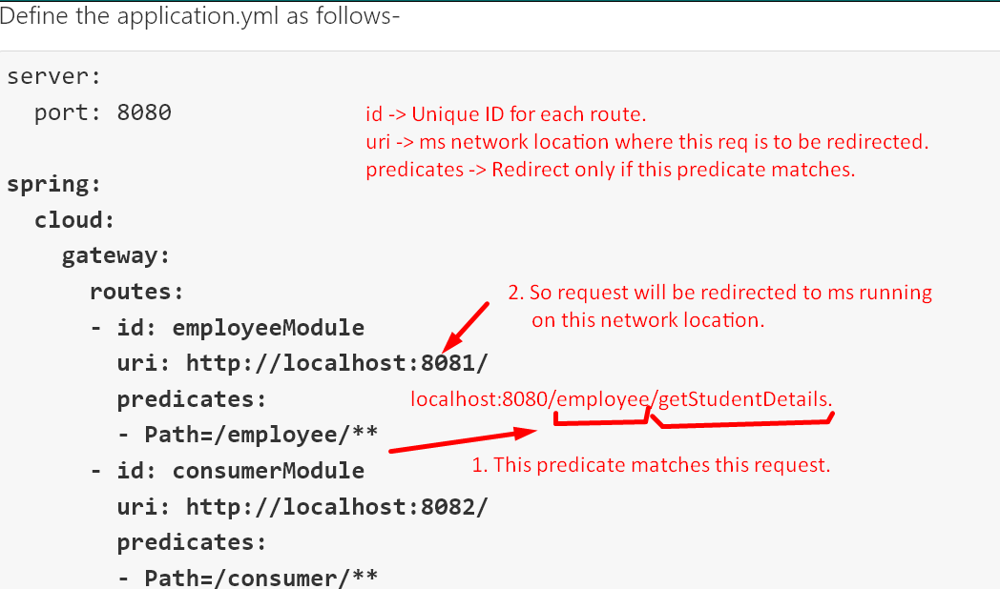 Define the application.yml as follows-
server:
port: 8080
id -> Unique ID for each route.
uri -> ms network location where this req is to be redirected.
predicates -> Redirect only if this predicate matches.
spring:
cloud:
gateway:
routes:
2. So request will be redirected to ms running
on this network location.
- id: employeeModule
uri: http://localhost:8081/
predicates:
localhost:8080/employee/getStudentDetails.
- Path=/employee/**
1. This predicate matches this request.
- id: consumerModule
uri: http://localhost:8082/
predicates:
- Path=/consumer/**